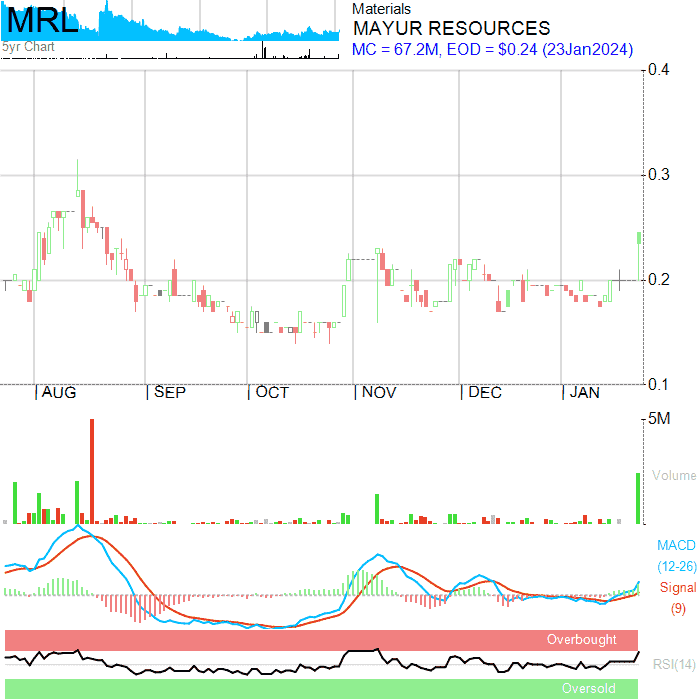 MRL
5yr Chart
Materials
MAYUR RESOURCES
MC = 67.2M, EOD = $0.24 (23Jan2024)
0.4
0.3
0.2
0.1
AUG SEP OCT NOV DEC JAN
5M
Volume
MACD
(12-26)
Signal
(9)
Overbought
RSI(14)
Oversold